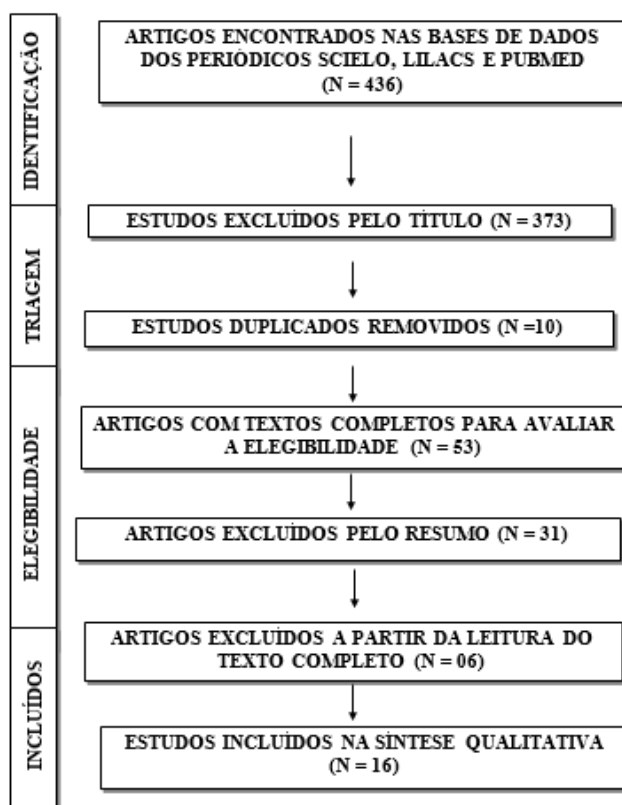 IDENTIFICAÇÃO
ARTIGOS ENCONTRADOS NAS BASES DE DADOS
DOS PERIÓDICOS SCIELO, LILACS E PUBMED
(N = 436)
TRIAGEM
ESTUDOS EXCLUÍDOS PELO TÍTULO (N = 373)
ESTUDOS DUPLICADOS REMOVIDOS (N =10)
ELEGIBILIDADE
ARTIGOS COM TEXTOS COMPLETOS PARA AVALIAR
A ELEGIBILIDADE (N = 53)
ARTIGOS EXCLUÍDOS PELO RESUMO (N = 31)
INCLUÍDOS
ARTIGOS EXCLUÍDOS A PARTIR DA LEITURA DO
TEXTO COMPLETO (N = 06)
ESTUDOS INCLUÍDOS NA SÍNTESE QUALITATIVA
(N = 16)